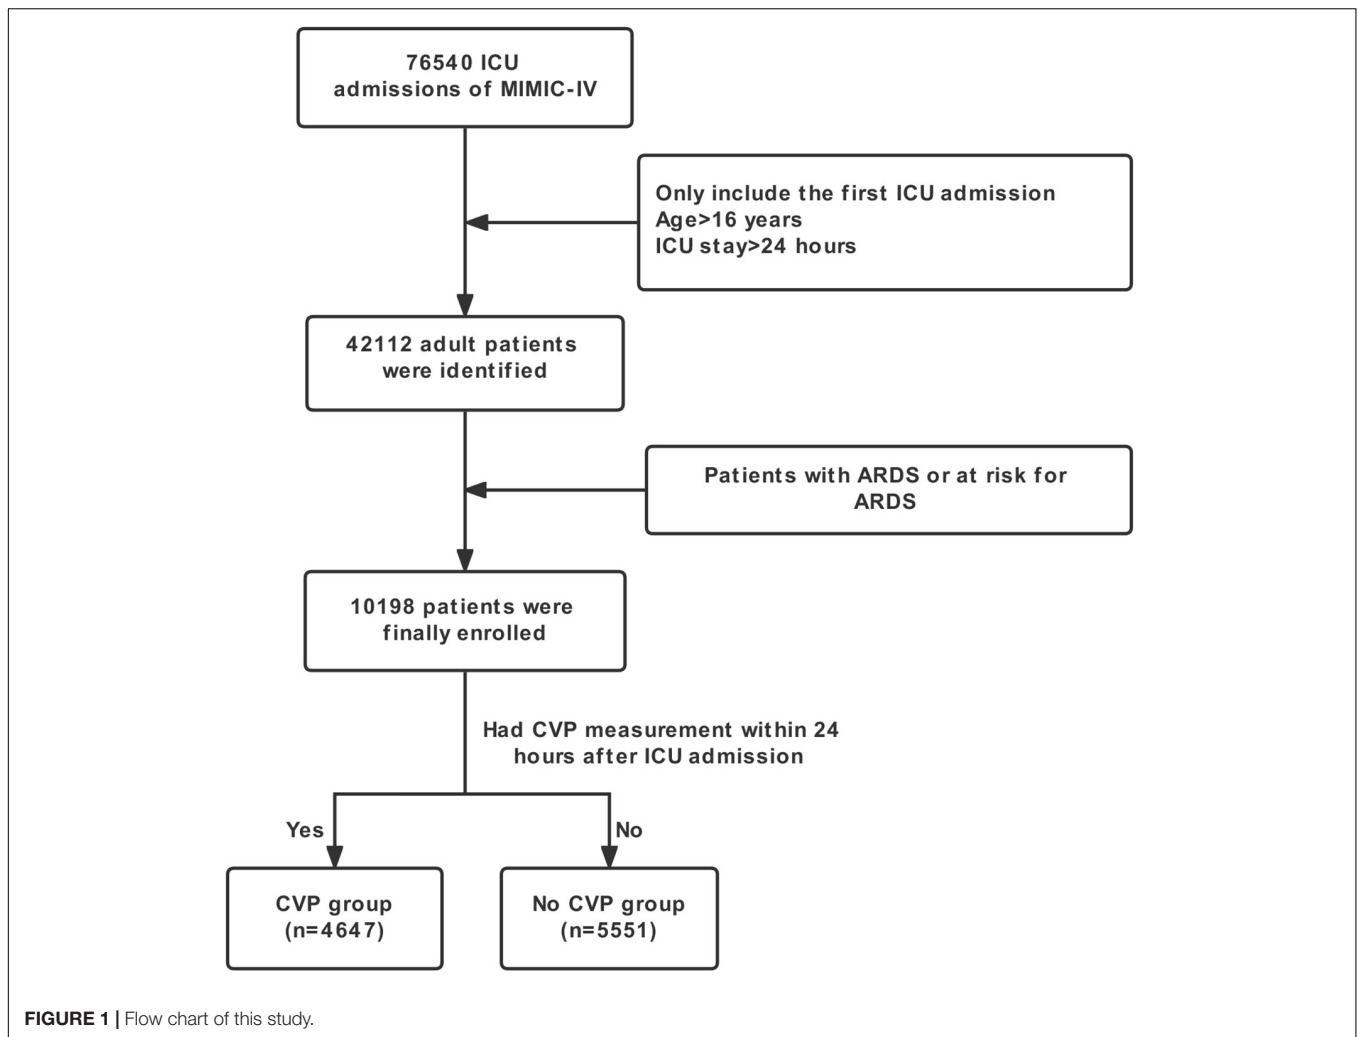 76540 ICU
admissions of MIMIC-IV
Only include the first ICU admission
Age>16 years
ICU stay>24 hours
42112 adult patients
were identified
Patients with ARDS or at risk for
ARDS
10198 patients were
finally enrolled
Had CVP measurement within 24
hours after ICU admission
Yes
No
CVP group
(n=4647)
No CVP group
(n=5551)
FIGURE 1 | Flow chart of this study.